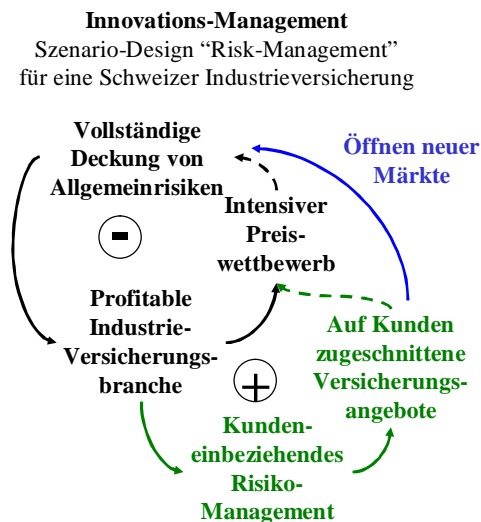 Innovations-Management
Szenario-Design “Risk-Management”
für eine Schweizer Industrieversicherung
Vollständige
Deckung von
Allgemeinrisiken
Öffnen neuer
Märkte
Intensiver
Preis-
wettbewerb
-
Profitable
Industrie-
Versicherungs-
branche
Auf Kunden
zugeschnittene
Versicherungs-
angebote
+
Kunden-
einbeziehendes
Risiko-
Management